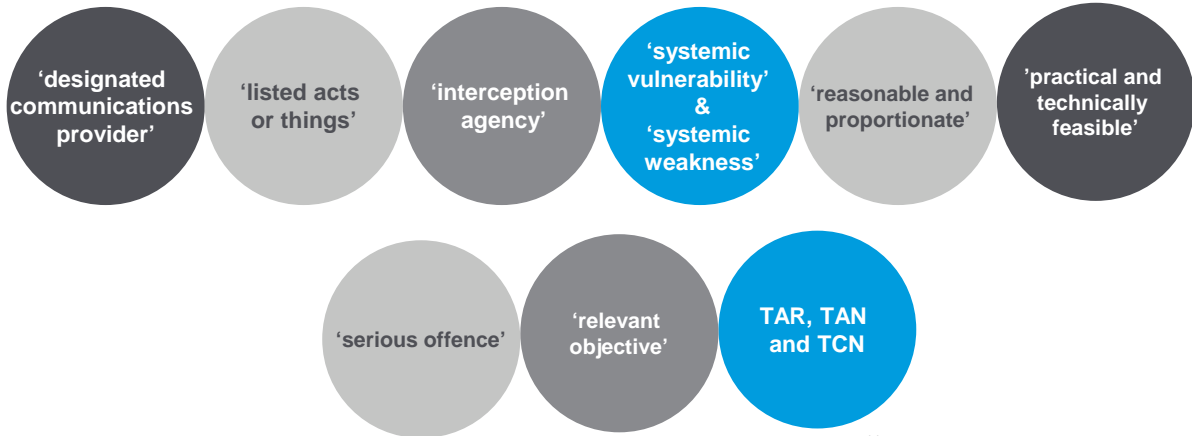 ‘designated
communications
provider’
‘listed acts
or things’
‘interception
agency’
‘systemic
vulnerability’
&
‘systemic
weakness’
‘reasonable and
proportionate’
’practical and
technically
feasible’
‘serious offence’
‘relevant
objective’
TAR, TAN
and TCN